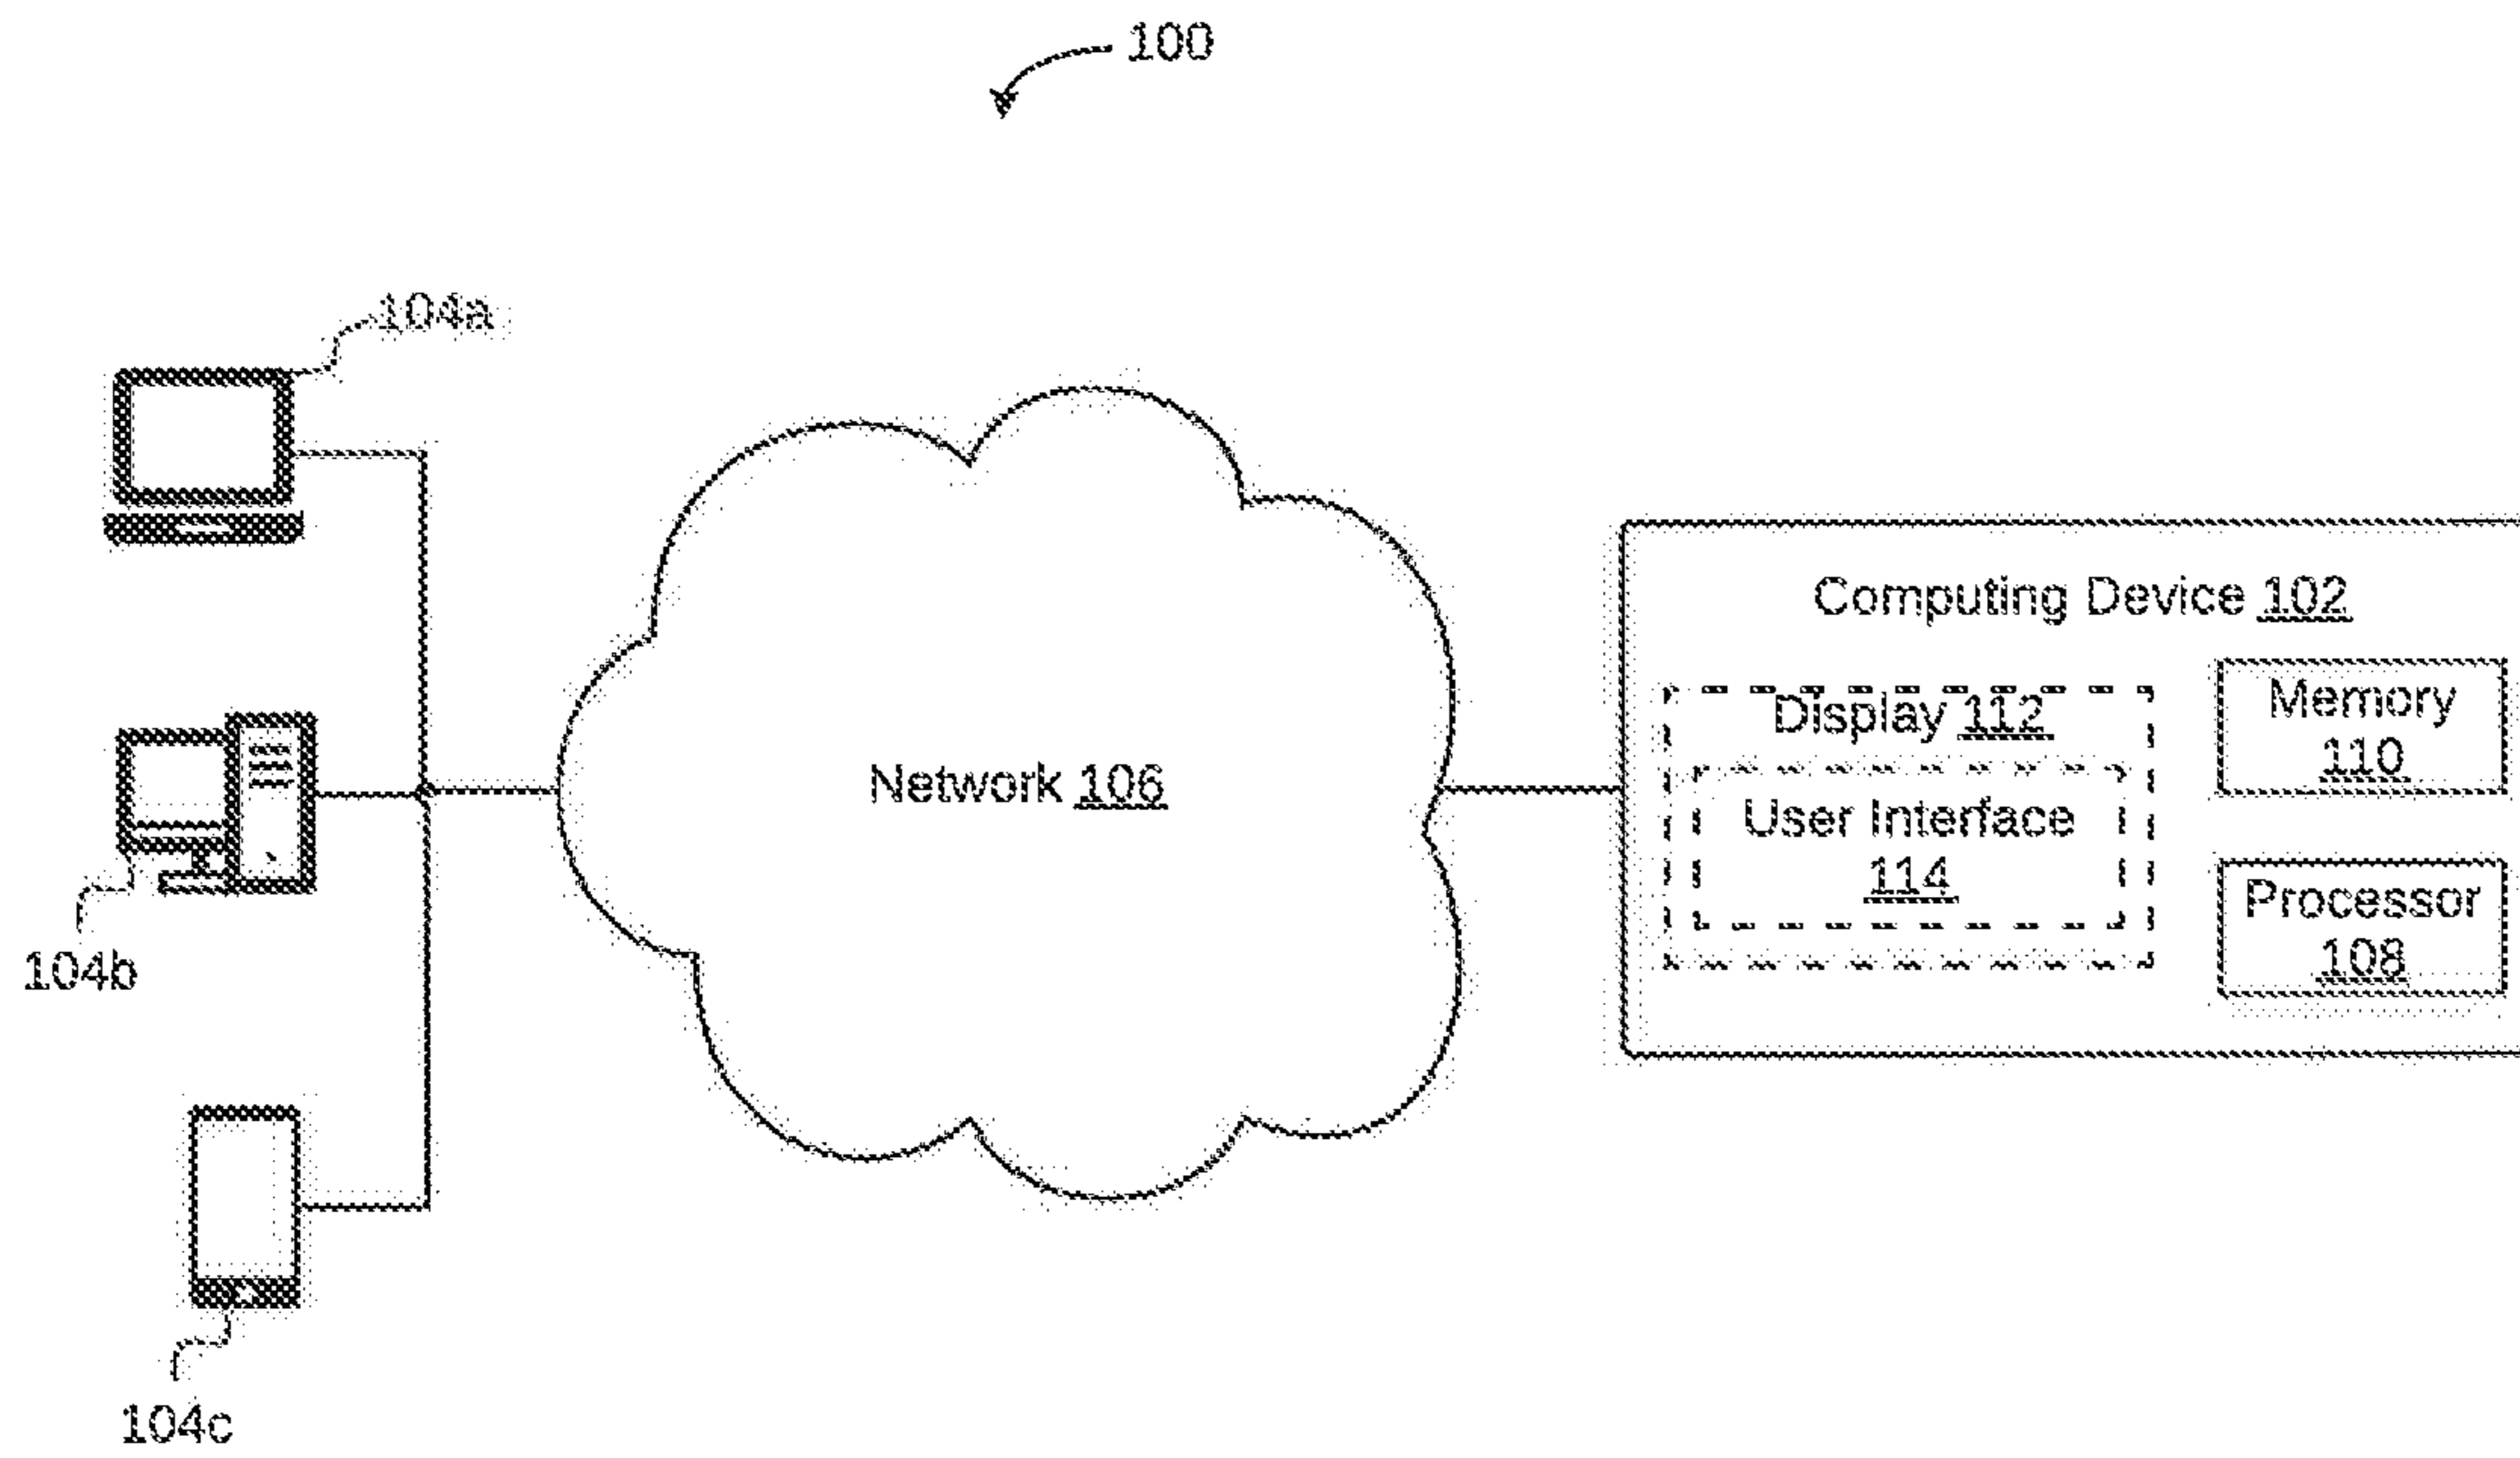 100
104a
Computing Device 102
Display 112
Memory
110
Network 106
User Interface
114
Processor
108
104b
104c